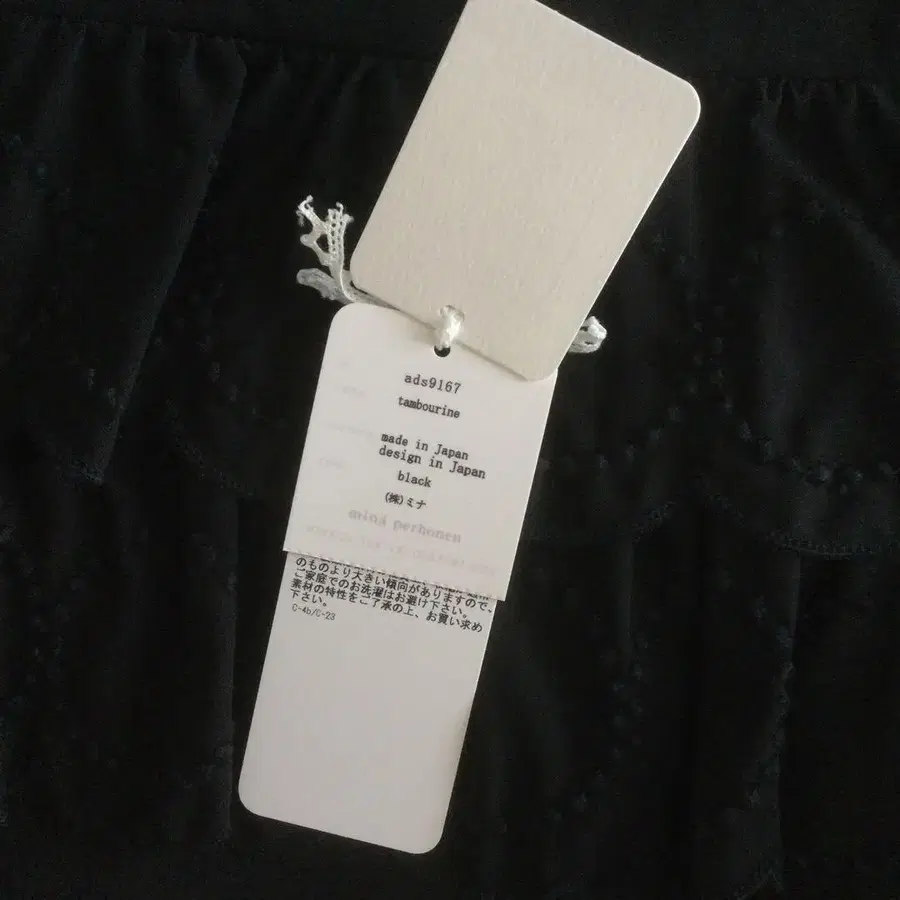 ads9167
tambourine
made in Japan
design in Japan
black
(株)ミナ
minä perhonen
のものより大きい傾向がありますので、
ご家庭でのお洗濯はお避け下さい。
素材の特性をご了承の上、お買い求め
下さい。
C-4b/C-23